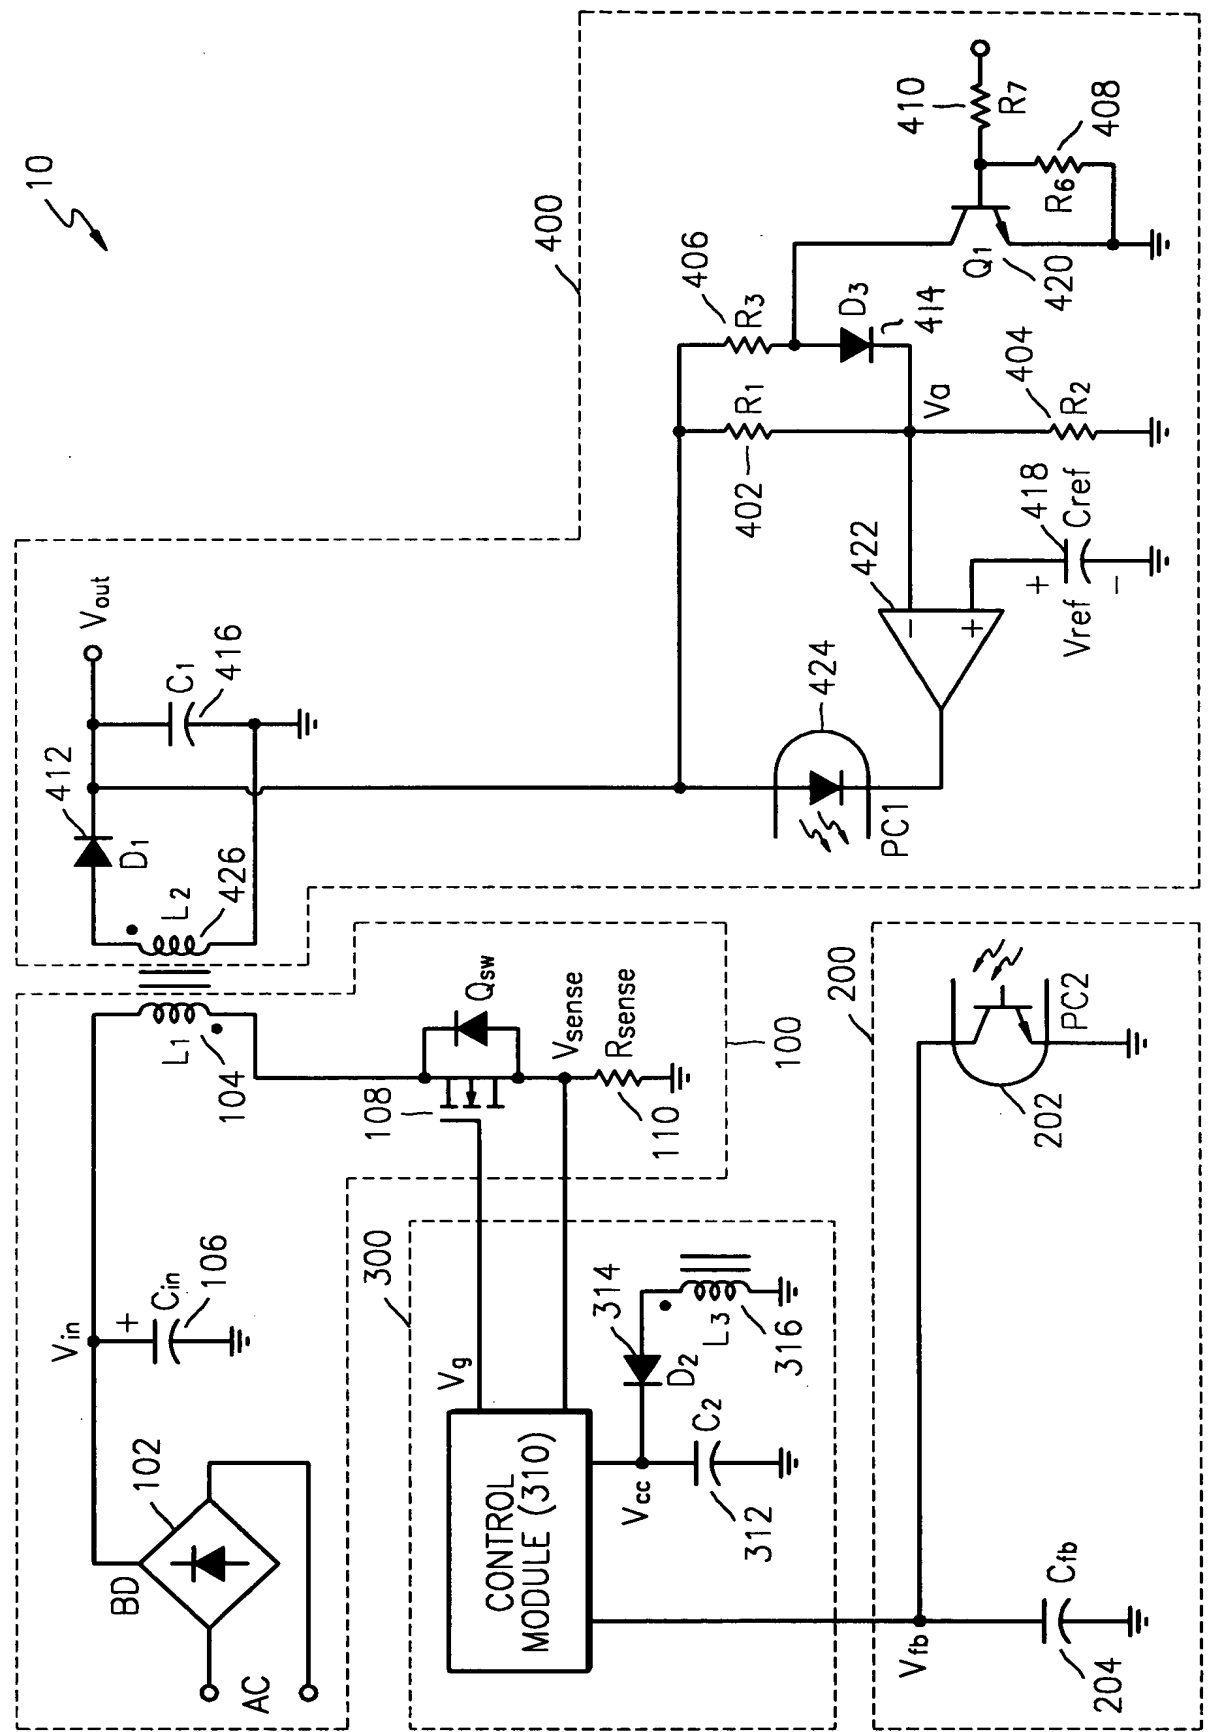 10
BD
102
AC
Vin
+
Cin
106
L1
104
L2
426
D1
412
Vout
C1
416
400
108
Qsw
Vsense
Rsense
110
100
300
Vg
CONTROL
MODULE (310)
Vcc
C2
312
D2
314
L3
316
200
Vfb
Cfb
204
PC2
202
PC1
424
422
-
+
402
R1
R3
406
D3
414
Va
404
R2
+
-
Vref
Cref
418
Q1
420
R6
408
R7
410